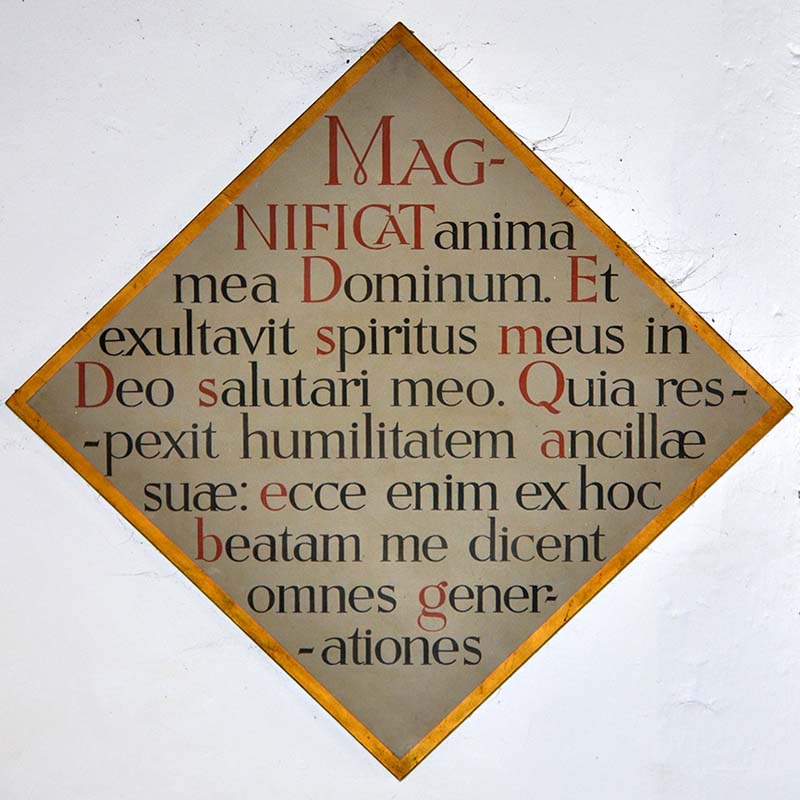 MAG-
NIFICAT anima
mea Dominum. Et
exultavit spiritus meus in
Deo salutari meo. Quia res-
-pexit humilitatem ancillæ
suæ: ecce enim ex hoc
beatam me dicent
omnes gener-
-ationes